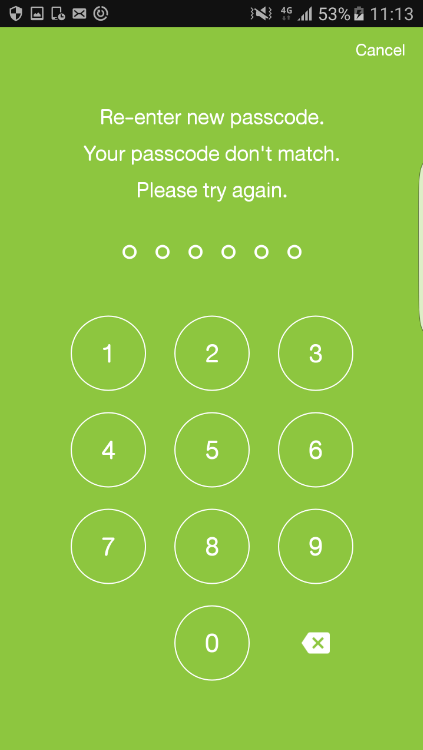 4G 53% 11:13
Cancel
Re-enter new passcode.
Your passcode don't match.
Please try again.
1 2 3
4 5 6
7 8 9
0